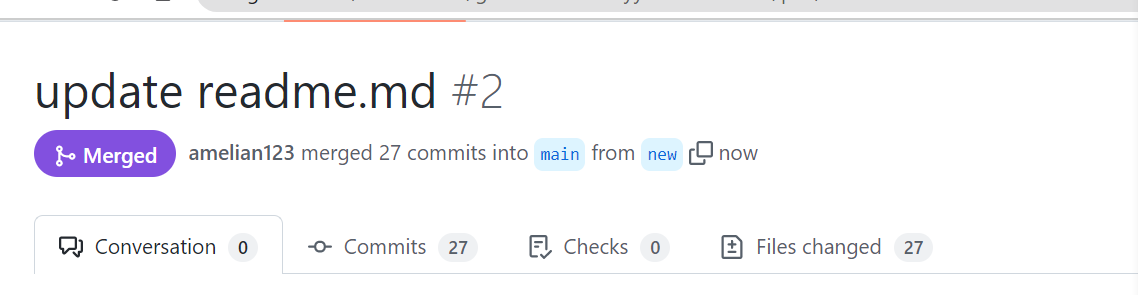 update readme.md #2
Merged amelian123 merged 27 commits into main from new now
Conversation 0 Commits 27 Checks 0 Files changed 27